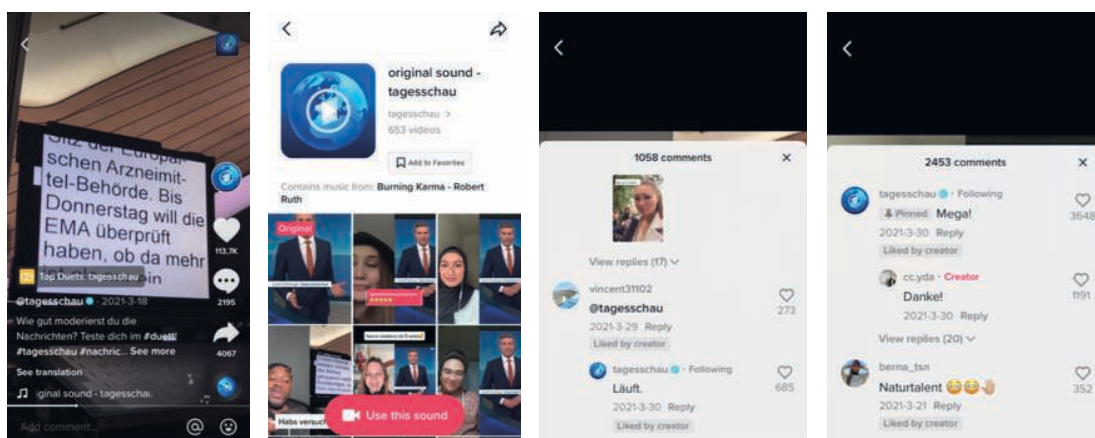 Sitz der Europäi-
schen Arzneimit-
tel-Behörde. Bis
Donnerstag will die
EMA überprüft
haben, ob da mehr
ein
113,7K
Top Duets: tagesschau
@tagesschau · 2021-3-18
2195
Wie gut moderierst du die
Nachrichten? Teste dich im #duett
#tagesschau #nachric... See more
4067
See translation
iginal sound - tagesschau
Add comment...
original sound -
tagesschau
tagesschau >
653 videos
Add to Favorites
Contains music from: Burning Karma - Robert
Ruth
Original
Habs versuch
Use this sound
1058 comments
View replies (17)
vincent31102
@tagesschau
273
2021-3-29 Reply
Liked by creator
tagesschau · Following
Läuft.
685
2021-3-30 Reply
Liked by creator
2453 comments
tagesschau · Following
Pinned Mega!
3648
2021-3-30 Reply
Liked by creator
cc.yda · Creator
Danke!
1191
2021-3-30 Reply
View replies (20)
berna_tsn
Naturtalent 😳😳🤚
352
2021-3-21 Reply
Liked by creator